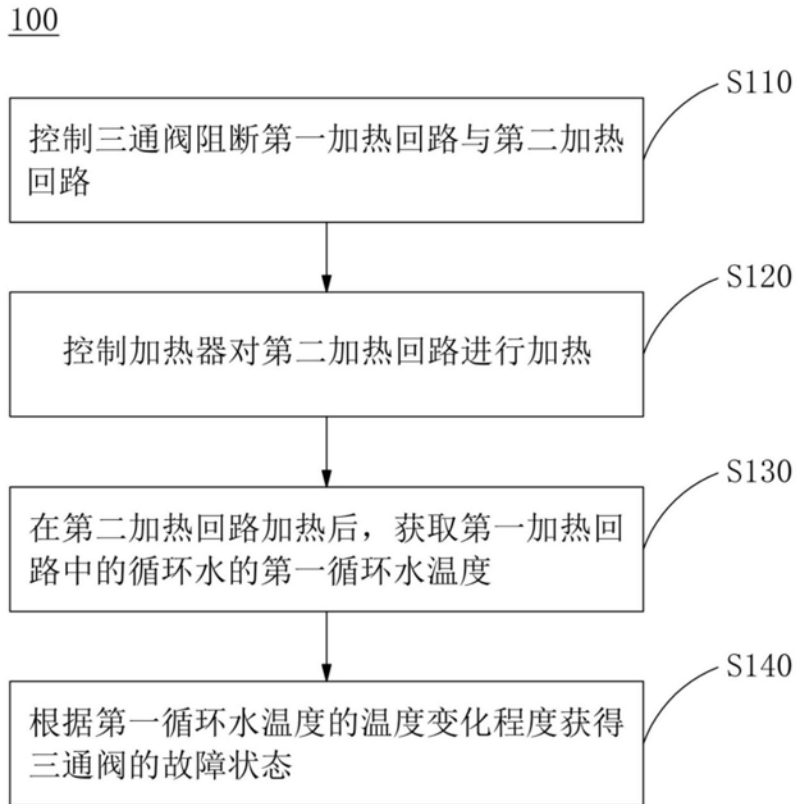 100
S110
控制三通阀阻断第一加热回路与第二加热
回路
S120
控制加热器对第二加热回路进行加热
S130
在第二加热回路加热后，获取第一加热回
路中的循环水的第一循环水温度
S140
根据第一循环水温度的温度变化程度获得
三通阀的故障状态